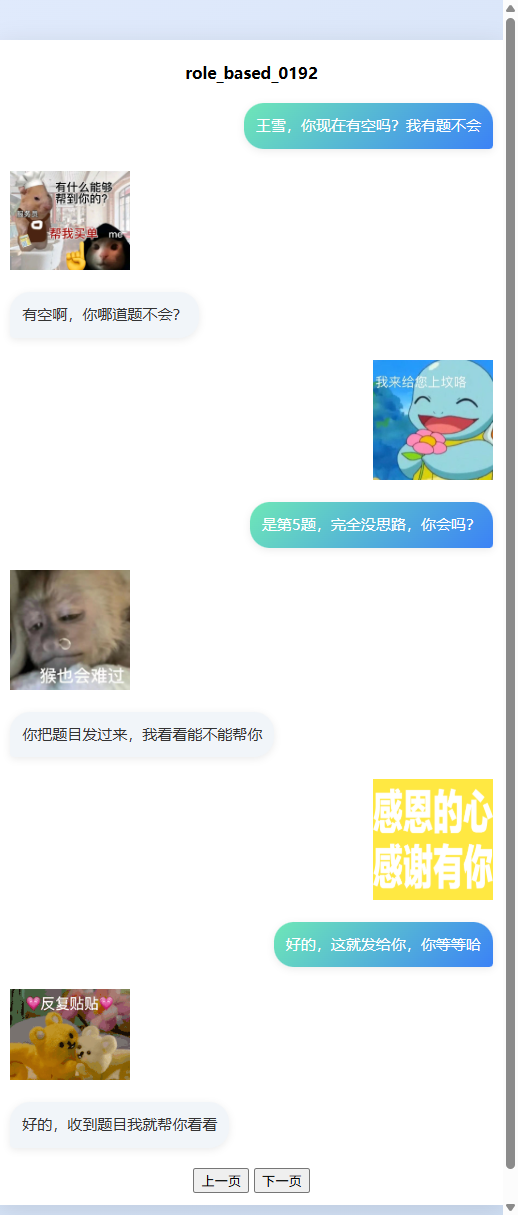 role_based_0192
王雪，你现在有空吗？我有题不会
有什么能够
帮到你的？
服务员
帮我买单
me
有空啊，你哪道题不会？
我来给您上坟咯
是第5题，完全没思路，你会吗？
猴也会难过
你把题目发过来，我看看能不能帮你
感恩的心
感谢有你
好的，这就发给你，你等等哈
💗反复贴贴💗
好的，收到题目我就帮你看看
上一页 下一页